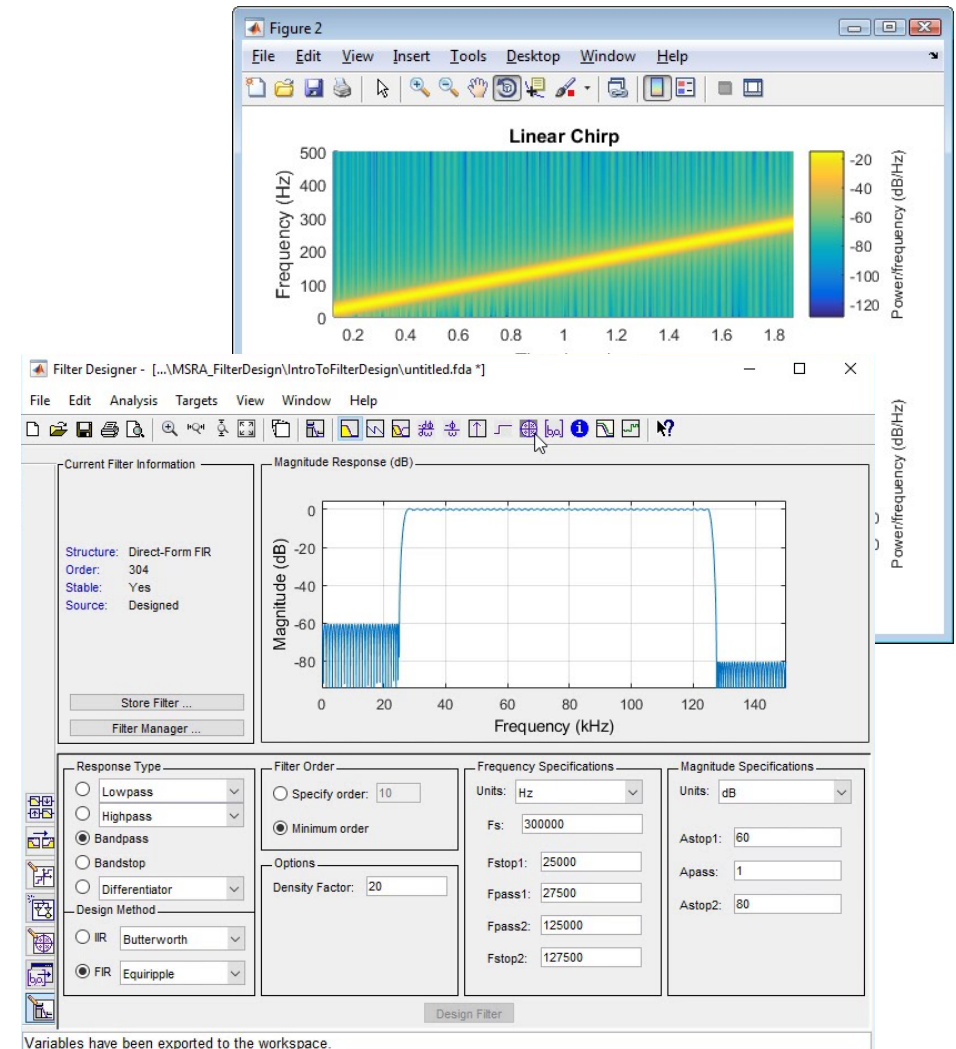 Figure 2
File Edit View Insert Tools Desktop Window Help
Linear Chirp
Frequency (Hz)
500
400
300
200
100
0
0.2 0.4 0.6 0.8 1 1.2 1.4 1.6 1.8
-20
-40
-60
-80
-100
-120
Power/frequency (dB/Hz)
Power/frequency (dB/Hz)
Filter Designer - [...\MSRA_FilterDesign\IntroToFilterDesign\untitled.fda *]
File Edit Analysis Targets View Window Help
Current Filter Information
Structure: Direct-Form FIR
Order: 304
Stable: Yes
Source: Designed
Store Filter ...
Filter Manager ...
Magnitude Response (dB)
Magnitude (dB)
0
-20
-40
-60
-80
0 20 40 60 80 100 120 140
Frequency (kHz)
Response Type
Lowpass
Highpass
Bandpass
Bandstop
Differentiator
Design Method
IIR Butterworth
FIR Equiripple
Filter Order
Specify order: 10
Minimum order
Options
Density Factor: 20
Frequency Specifications
Units: Hz
Fs: 300000
Fstop1: 25000
Fpass1: 27500
Fpass2: 125000
Fstop2: 127500
Magnitude Specifications
Units: dB
Astop1: 60
Apass: 1
Astop2: 80
Design Filter
Variables have been exported to the workspace.